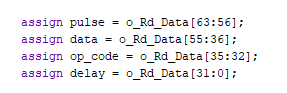 assign pulse = o_Rd_Data[63:56];
assign data = o_Rd_Data[55:36];
assign op_code = o_Rd_Data[35:32];
assign delay = o_Rd_Data[31:0];